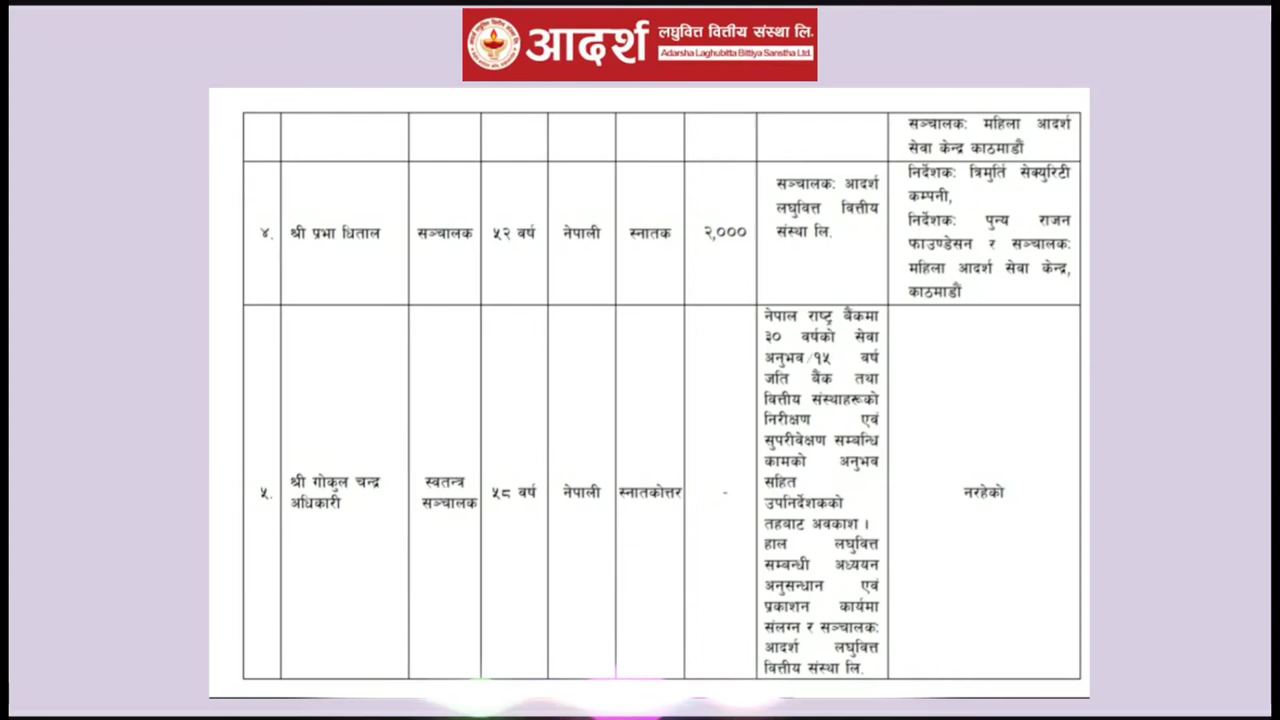 आदर्श
लघुवित्त वित्तीय संस्था लि.
Adarsha Laghubitta Bittiya Sanstha Ltd.
सञ्चालकः महिला आदर्श
सेवा केन्द्र काठमाडौं
४.
श्री प्रभा धिताल
सञ्चालक
५२ वर्ष
नेपाली
स्नातक
२,०००
सञ्चालकः आदर्श
लघुवित्त वित्तीय
संस्था लि.
निर्देशकः त्रिमुर्ति सेक्युरिटी
कम्पनी,
निर्देशकः पुन्य राजन
फाउण्डेसन र सञ्चालकः
महिला आदर्श सेवा केन्द्र,
काठमाडौं
५.
श्री गोकुल चन्द्र
अधिकारी
स्वतन्त्र
सञ्चालक
५८ वर्ष
नेपाली
स्नातकोत्तर
-
नेपाल राष्ट्र बैंकमा
३० वर्षको सेवा
अनुभव/१५ वर्ष
जति बैंक तथा
वित्तीय संस्थाहरूको
निरीक्षण एवं
सुपरीवेक्षण सम्बन्धि
कामको अनुभव
सहित
उपनिर्देशकको
तहबाट अवकाश ।
हाल लघुवित्त
सम्बन्धी अध्ययन
अनुसन्धान एवं
प्रकाशन कार्यमा
संलग्न र सञ्चालकः
आदर्श लघुवित्त
वित्तीय संस्था लि.
नरहेको